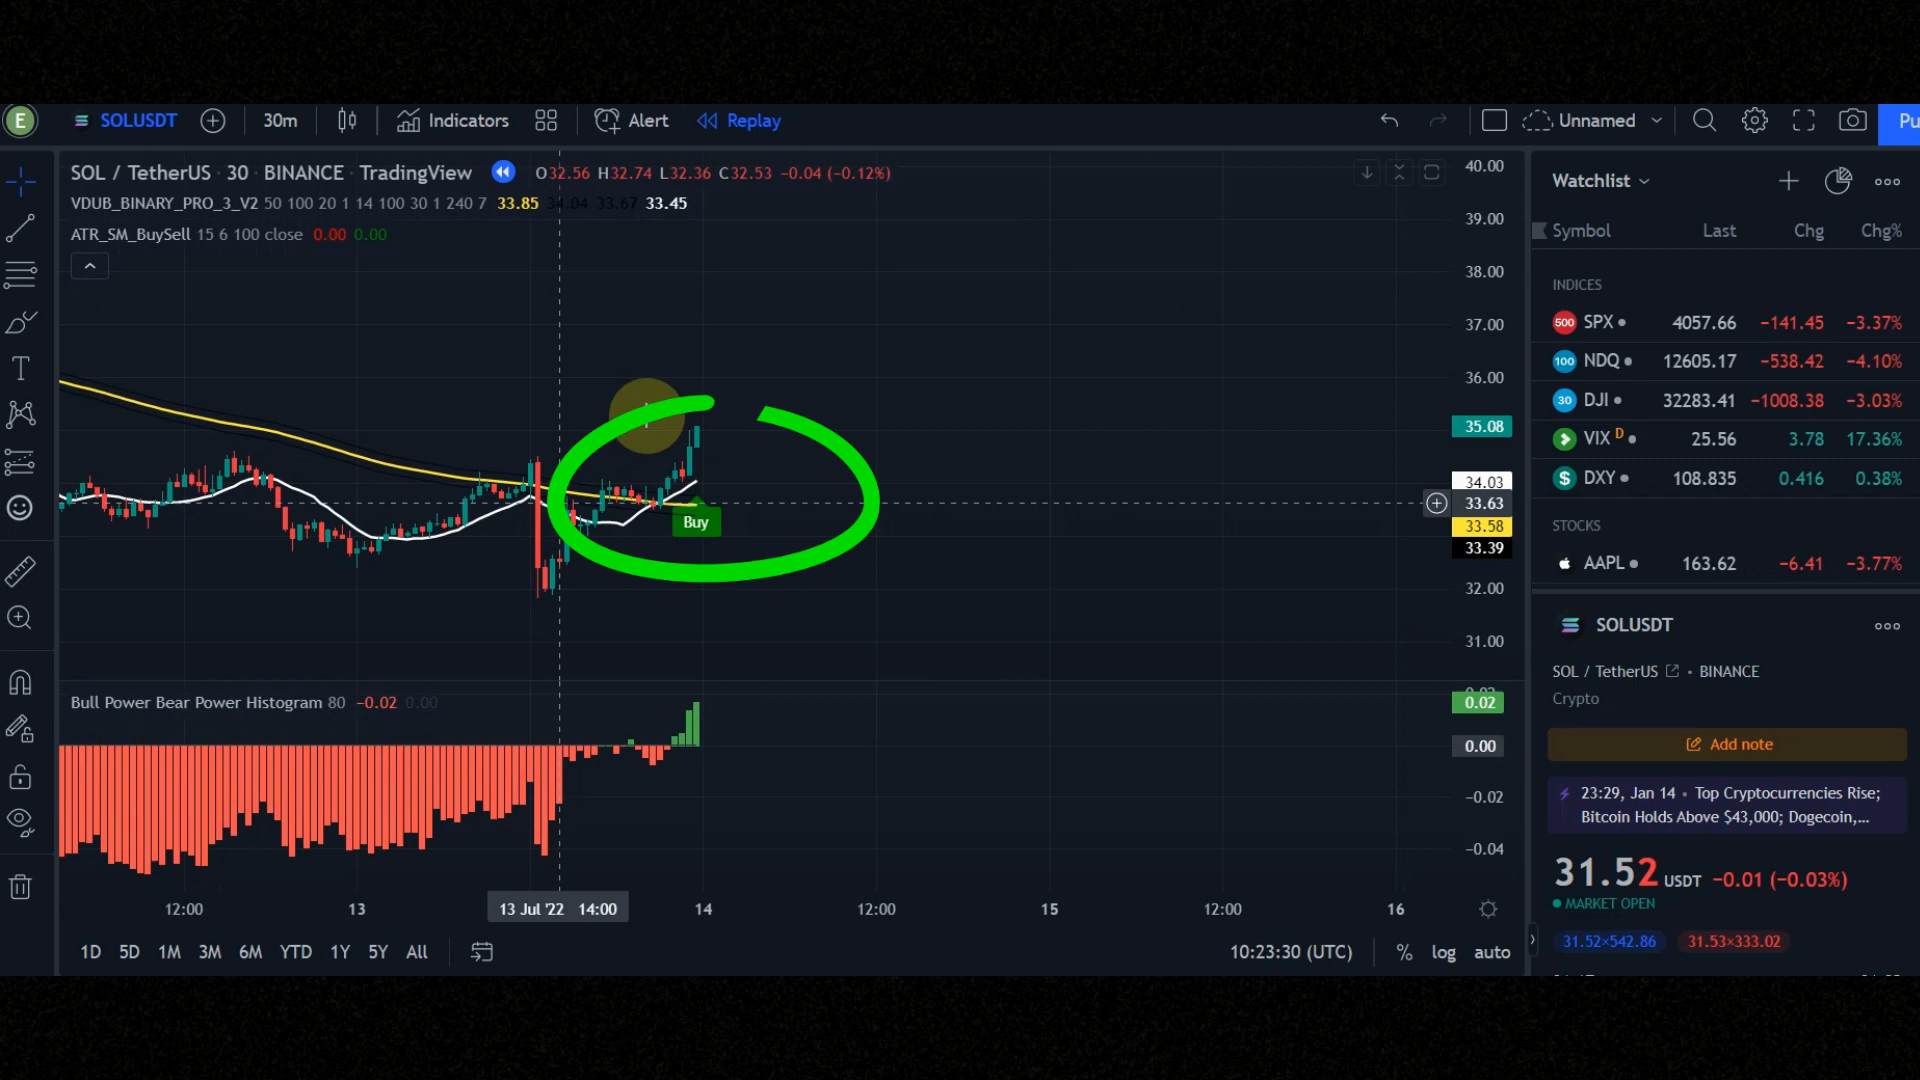 E SOLUSDT 30m Indicators Alert Replay Unnamed Pu
SOL / TetherUS · 30 · BINANCE · TradingView O32.56 H32.74 L32.36 C32.53 −0.04 (−0.12%)
VDUB_BINARY_PRO_3_V2 50 100 20 1 14 100 30 1 240 7 33.85 34.04 33.67 33.45
ATR_SM_BuySell 15 6 100 close 0.00 0.00
40.00
39.00
38.00
37.00
36.00
35.08
34.03
33.63
33.58
33.39
32.00
31.00
Buy
Bull Power Bear Power Histogram 80 −0.02 0.00
0.02
0.00
−0.02
−0.04
12:00 13 13 Jul '22 14:00 14 12:00 15 12:00 16
1D 5D 1M 3M 6M YTD 1Y 5Y All 10:23:30 (UTC) % log auto
Watchlist
Symbol Last Chg Chg%
INDICES
500 SPX 4057.66 −141.45 −3.37%
100 NDQ 12605.17 −538.42 −4.10%
30 DJI 32283.41 −1008.38 −3.03%
VIX D 25.56 3.78 17.36%
$ DXY 108.835 0.416 0.38%
STOCKS
AAPL 163.62 −6.41 −3.77%
SOLUSDT
SOL / TetherUS • BINANCE
Crypto
Add note
23:29, Jan 14 • Top Cryptocurrencies Rise;
Bitcoin Holds Above $43,000; Dogecoin,...
31.52 USDT −0.01 (−0.03%)
MARKET OPEN
31.52×542.86 31.53×333.02